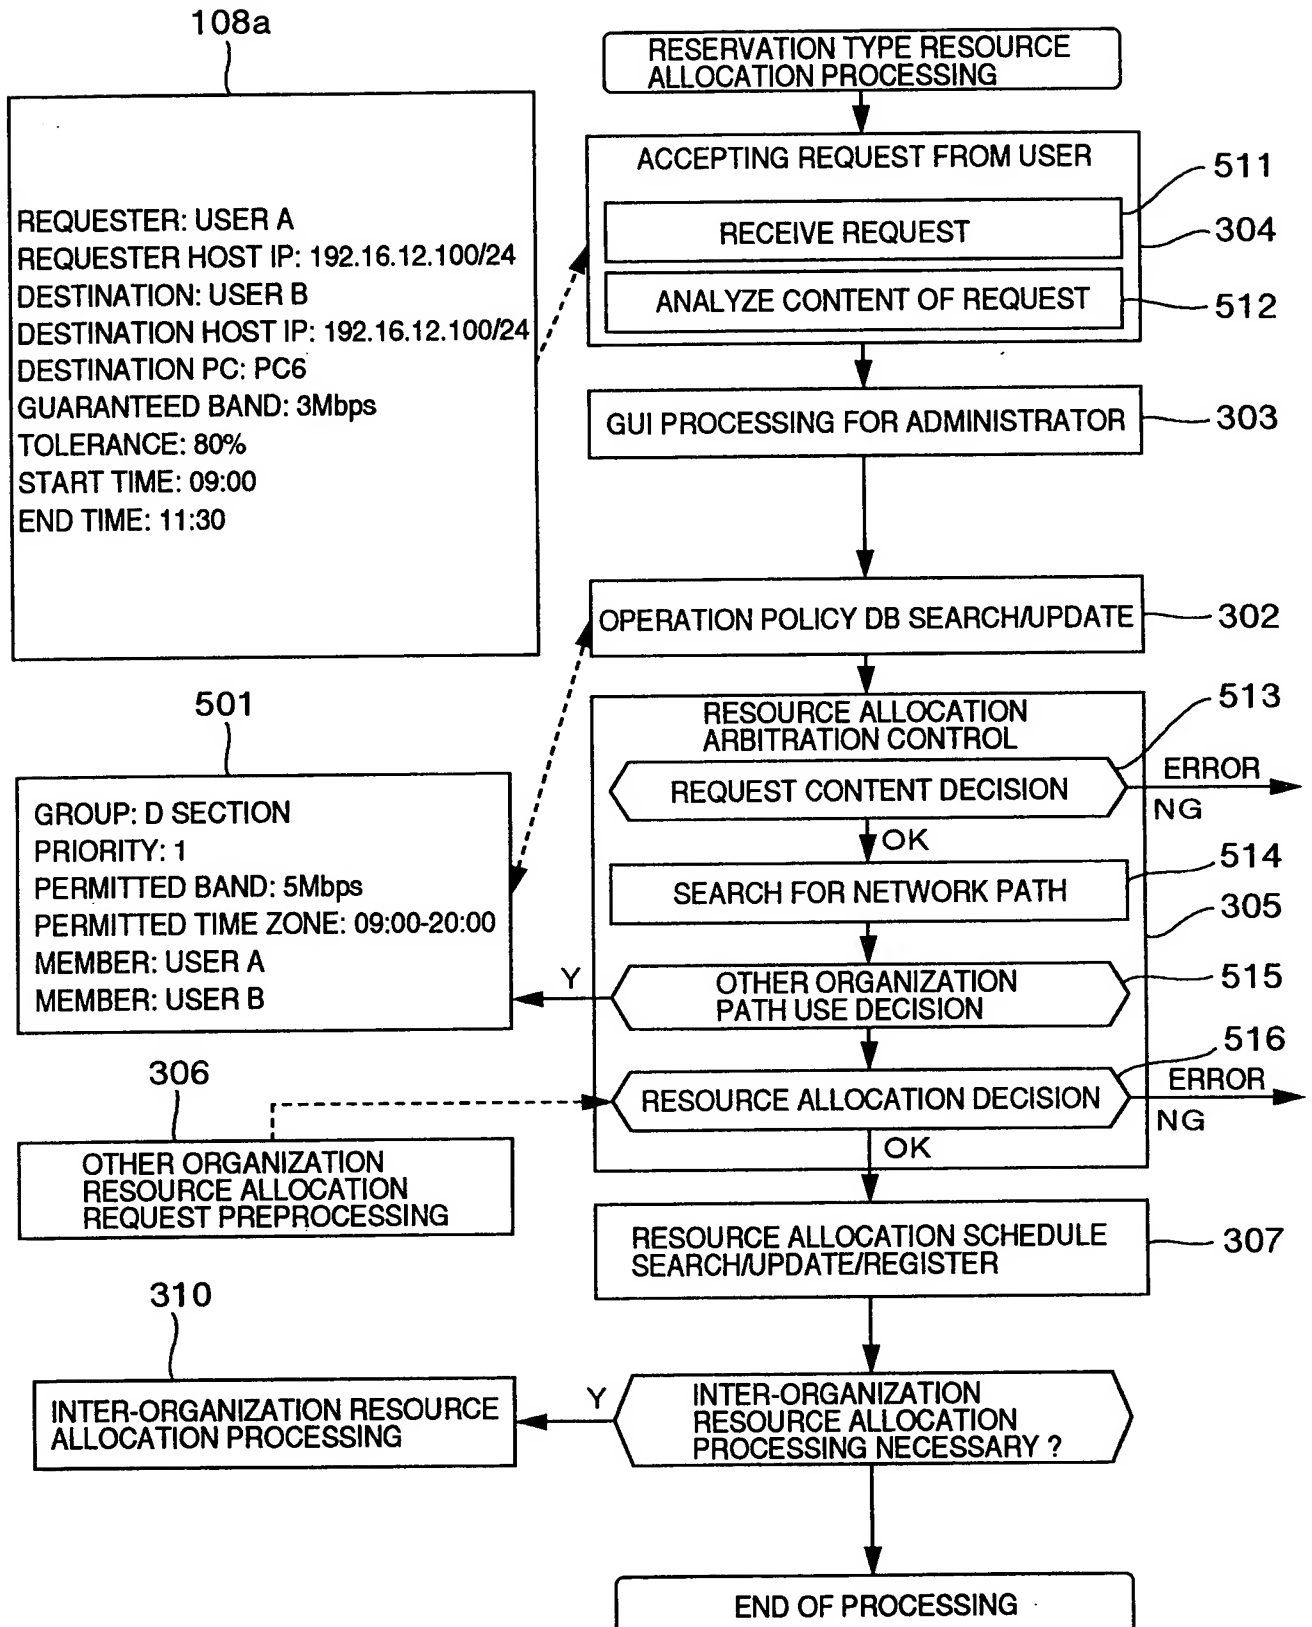 108a
RESERVATION TYPE RESOURCE
ALLOCATION PROCESSING
REQUESTER: USER A
REQUESTER HOST IP: 192.16.12.100/24
DESTINATION: USER B
DESTINATION HOST IP: 192.16.12.100/24
DESTINATION PC: PC6
GUARANTEED BAND: 3Mbps
TOLERANCE: 80%
START TIME: 09:00
END TIME: 11:30
ACCEPTING REQUEST FROM USER
511
RECEIVE REQUEST
304
ANALYZE CONTENT OF REQUEST
512
GUI PROCESSING FOR ADMINISTRATOR
303
OPERATION POLICY DB SEARCH/UPDATE
302
501
GROUP: D SECTION
PRIORITY: 1
PERMITTED BAND: 5Mbps
PERMITTED TIME ZONE: 09:00-20:00
MEMBER: USER A
MEMBER: USER B
RESOURCE ALLOCATION
ARBITRATION CONTROL
513
REQUEST CONTENT DECISION
ERROR
NG
OK
514
SEARCH FOR NETWORK PATH
305
Y
OTHER ORGANIZATION
PATH USE DECISION
515
516
RESOURCE ALLOCATION DECISION
ERROR
NG
OK
306
OTHER ORGANIZATION
RESOURCE ALLOCATION
REQUEST PREPROCESSING
RESOURCE ALLOCATION SCHEDULE
SEARCH/UPDATE/REGISTER
307
310
INTER-ORGANIZATION RESOURCE
ALLOCATION PROCESSING
Y
INTER-ORGANIZATION
RESOURCE ALLOCATION
PROCESSING NECESSARY ?
END OF PROCESSING